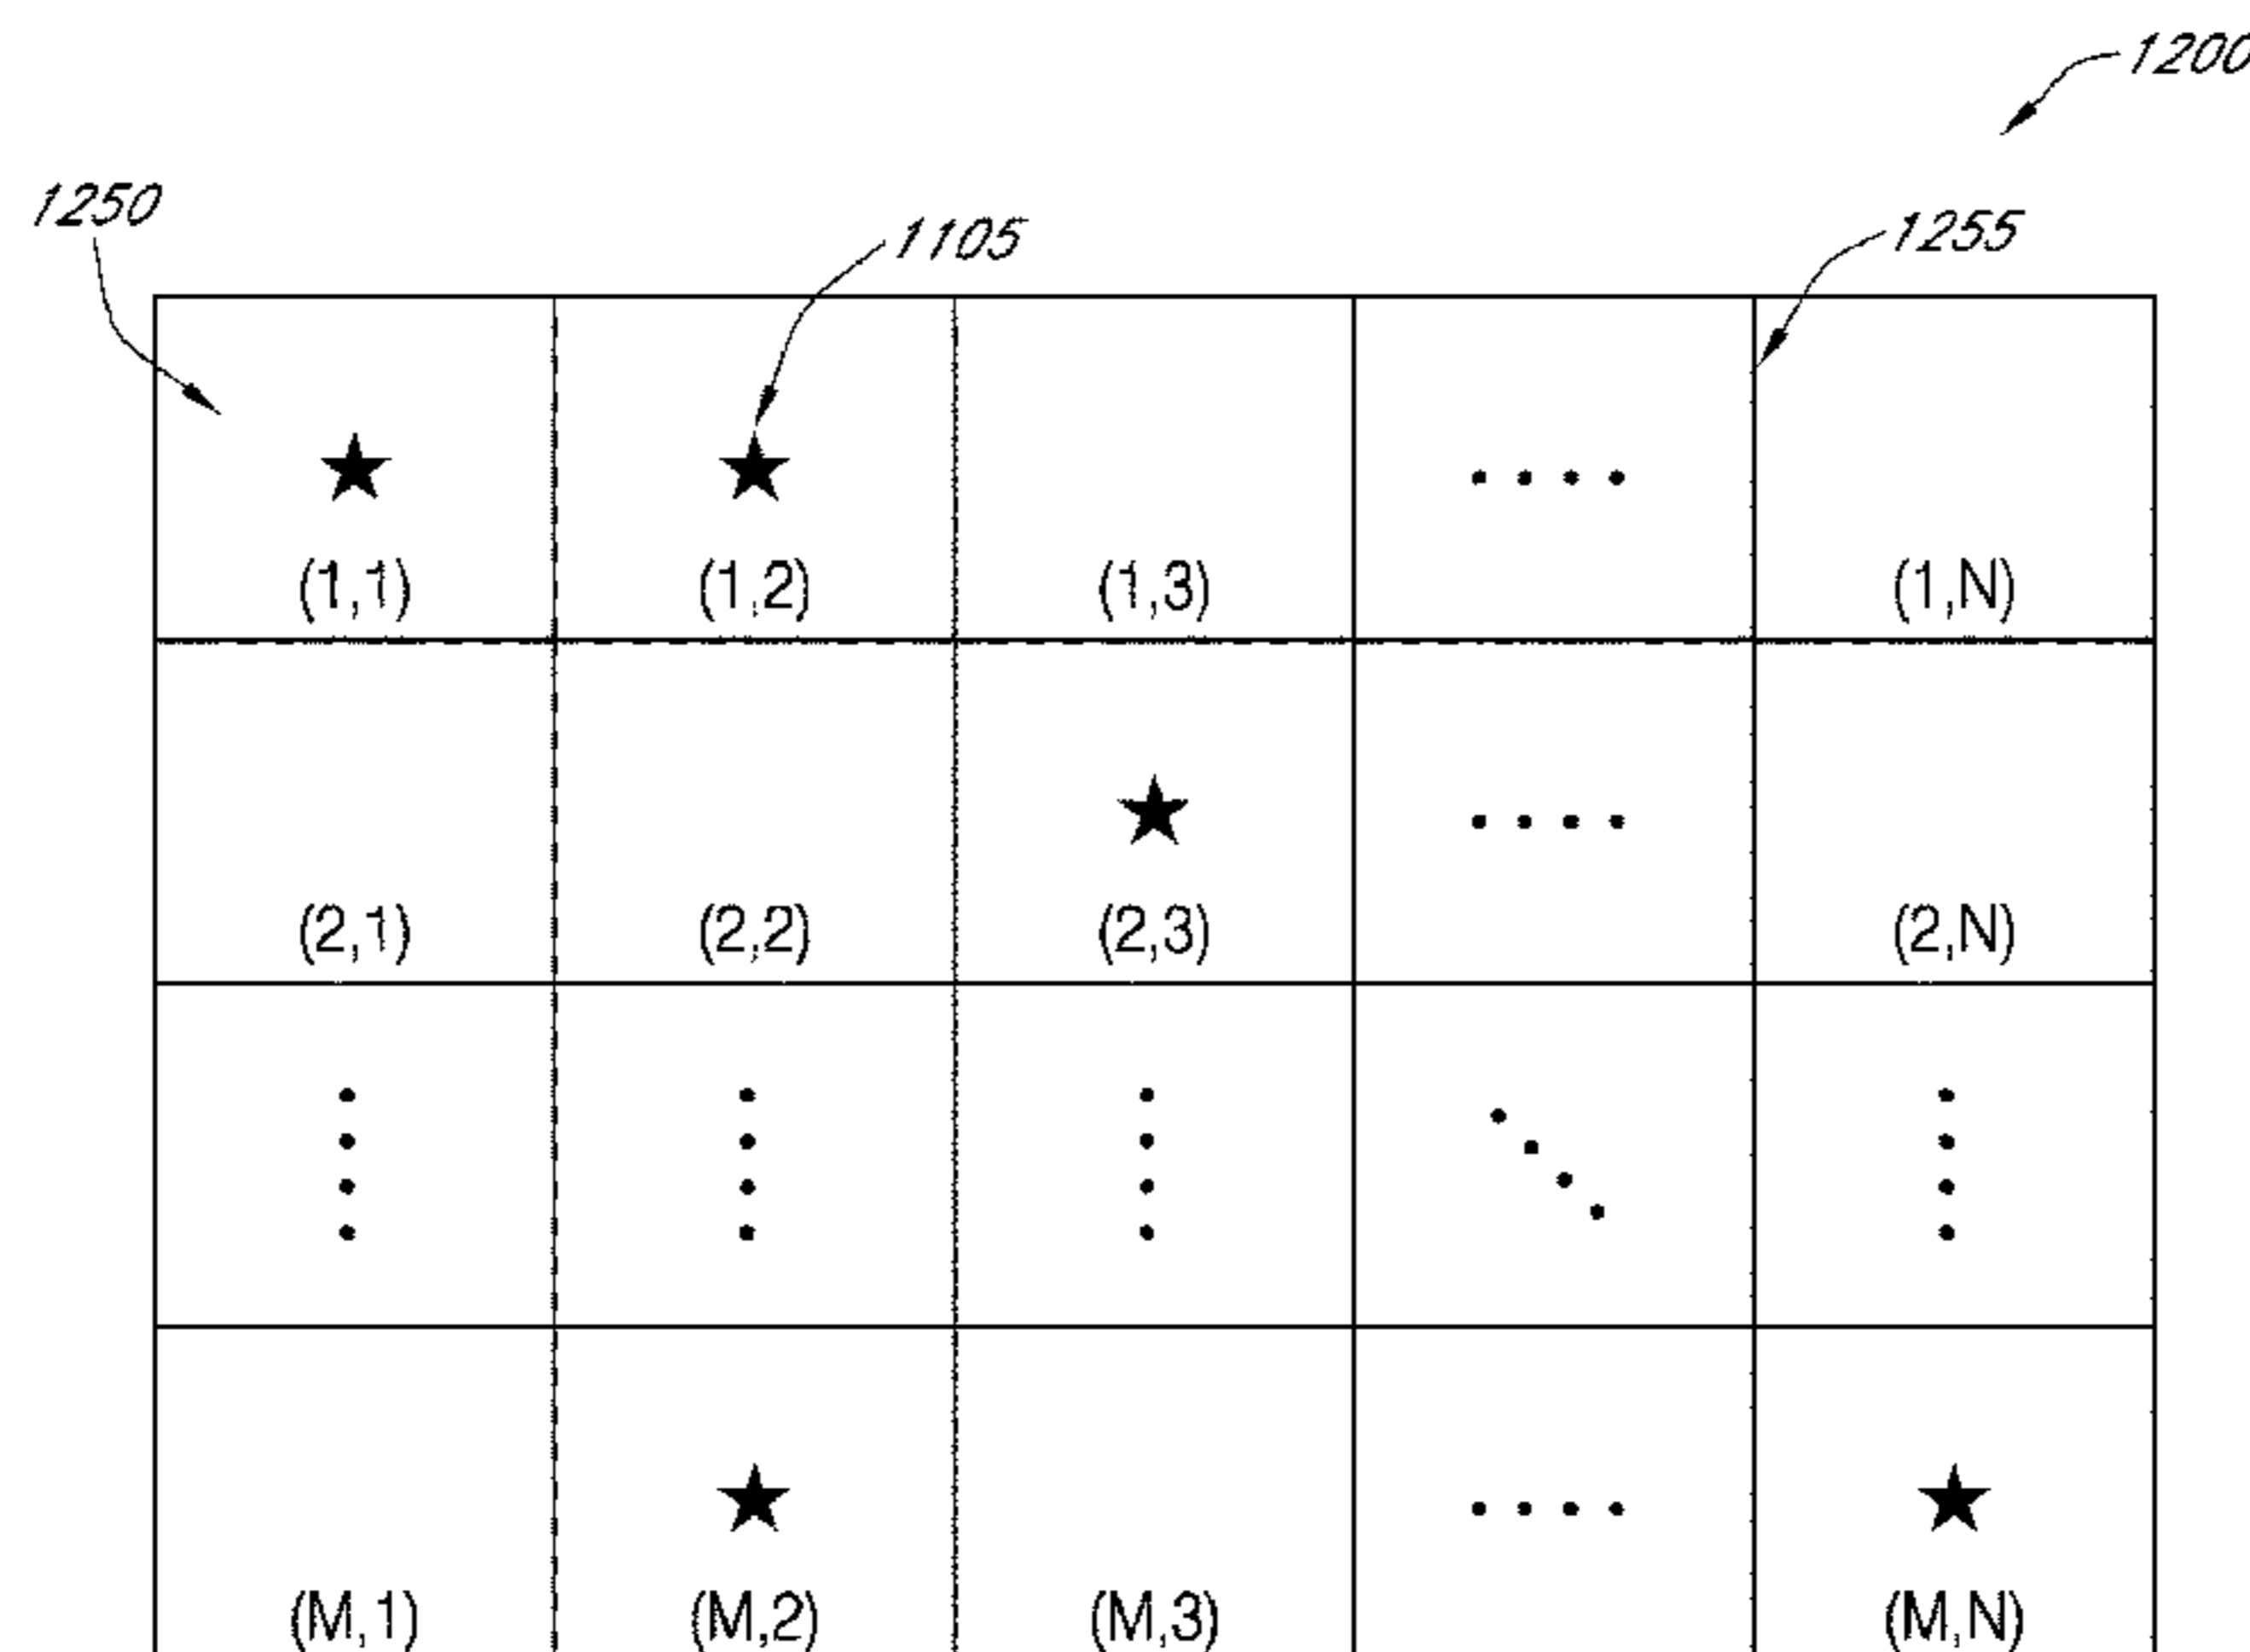 1200
1250
1105
1255
(1,1) (1,2) (1,3) (1,N)
(2,1) (2,2) (2,3) (2,N)
(M,1) (M,2) (M,3) (M,N)